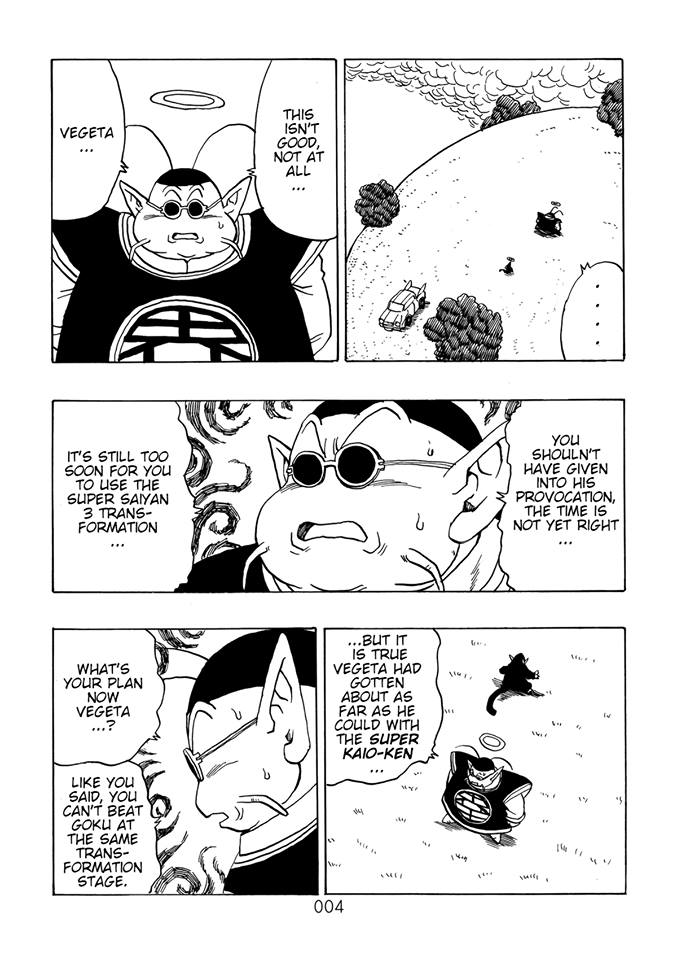 ....
THIS
ISN'T
GOOD,
NOT AT
ALL
...
VEGETA
...
YOU
SHOULN'T
HAVE GIVEN
INTO HIS
PROVOCATION,
THE TIME IS
NOT YET RIGHT
...
IT'S STILL TOO
SOON FOR YOU
TO USE THE
SUPER SAIYAN
3 TRANS-
FORMATION
...
...BUT IT
IS TRUE
VEGETA HAD
GOTTEN
ABOUT AS
FAR AS HE
COULD WITH
THE SUPER
KAIO-KEN
...
WHAT'S
YOUR PLAN
NOW
VEGETA
...?
LIKE YOU
SAID, YOU
CAN'T BEAT
GOKU AT
THE SAME
TRANS-
FORMATION
STAGE.
004